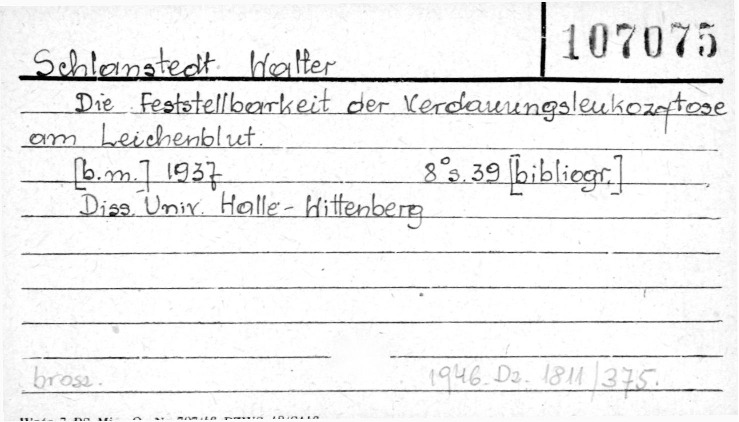 107075
Schlanstedt Walter
Die Feststellbarkeit der Verdauungsleukozytose
am Leichenblut.
[b.m.] 1937 8°s. 39 [bibliogr.]
Diss. Univ. Halle-Wittenberg
brosz. 1946. Dz. 1811/375.